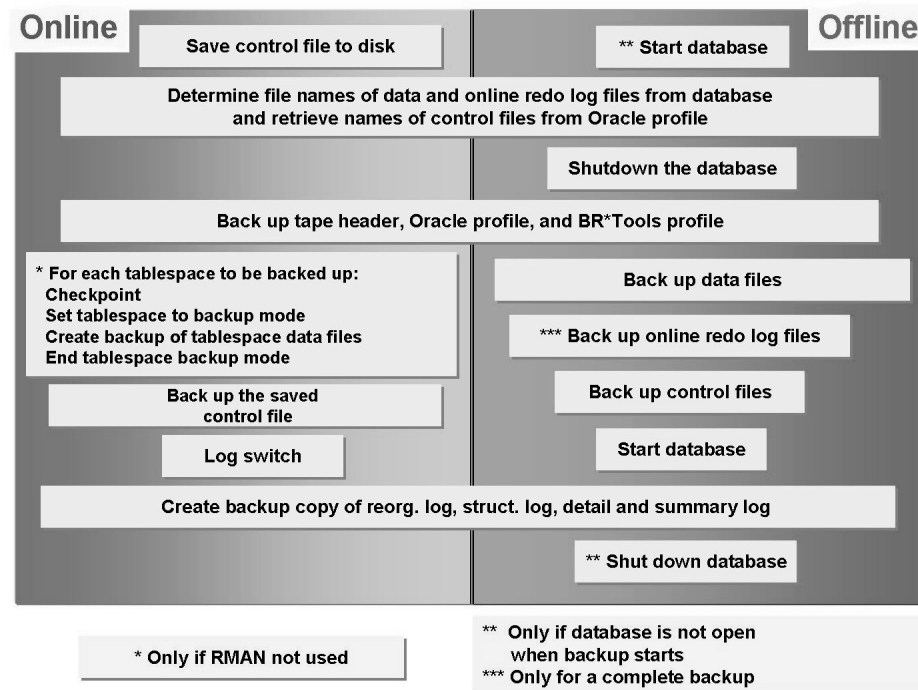 Online
Offline
Save control file to disk
** Start database
Determine file names of data and online redo log files from database
and retrieve names of control files from Oracle profile
Shutdown the database
Back up tape header, Oracle profile, and BR*Tools profile
* For each tablespace to be backed up:
Checkpoint
Set tablespace to backup mode
Create backup of tablespace data files
End tablespace backup mode
Back up data files
*** Back up online redo log files
Back up the saved
control file
Back up control files
Log switch
Start database
Create backup copy of reorg. log, struct. log, detail and summary log
** Shut down database
* Only if RMAN not used
** Only if database is not open
when backup starts
*** Only for a complete backup